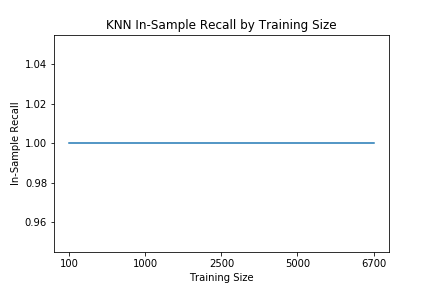 KNN In-Sample Recall by Training Size
In-Sample Recall
1.04
1.02
1.00
0.98
0.96
100 1000 2500 5000 6700
Training Size